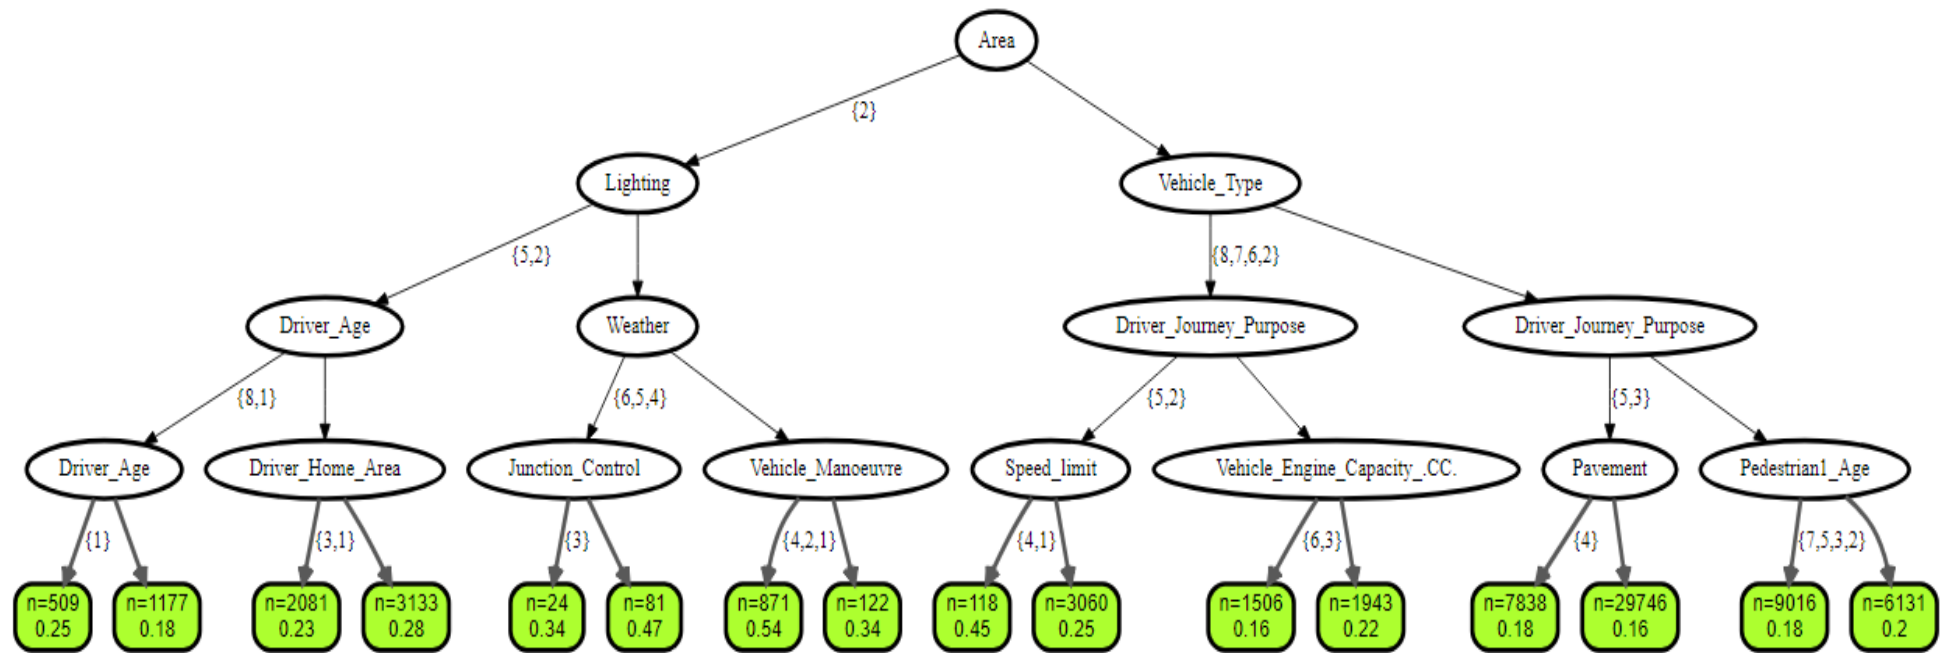 Area
{2}
Lighting
Vehicle_Type
{5,2}
{8,7,6,2}
Driver_Age
Weather
Driver_Journey_Purpose
Driver_Journey_Purpose
{8,1}
{6,5,4}
{5,2}
{5,3}
Driver_Age
Driver_Home_Area
Junction_Control
Vehicle_Manoeuvre
Speed_limit
Vehicle_Engine_Capacity_.CC.
Pavement
Pedestrian1_Age
{1}
{3,1}
{3}
{4,2,1}
{4,1}
{6,3}
{4}
{7,5,3,2}
n=509
0.25
n=1177
0.18
n=2081
0.23
n=3133
0.28
n=24
0.34
n=81
0.47
n=871
0.54
n=122
0.34
n=118
0.45
n=3060
0.25
n=1506
0.16
n=1943
0.22
n=7838
0.18
n=29746
0.16
n=9016
0.18
n=6131
0.2